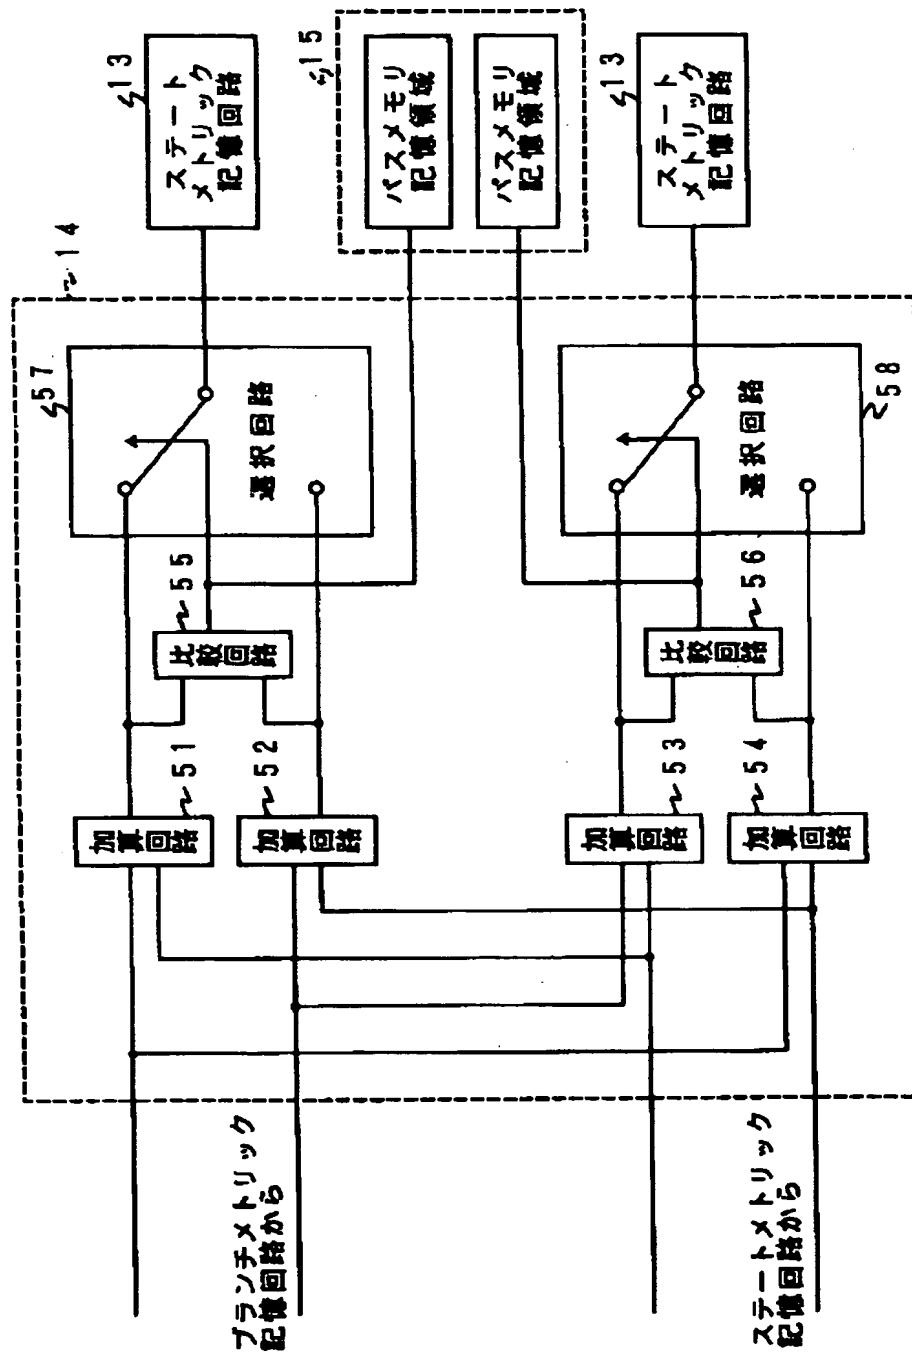 ブランチメトリック
記憶回路から
ステートメトリック
記憶回路から
14
加算回路
51
加算回路
52
加算回路
53
加算回路
54
比較回路
55
比較回路
56
選択回路
57
選択回路
58
ステート
メトリック
記憶回路
13
パスメモリ
記憶領域
パスメモリ
記憶領域
15
ステート
メトリック
記憶回路
13